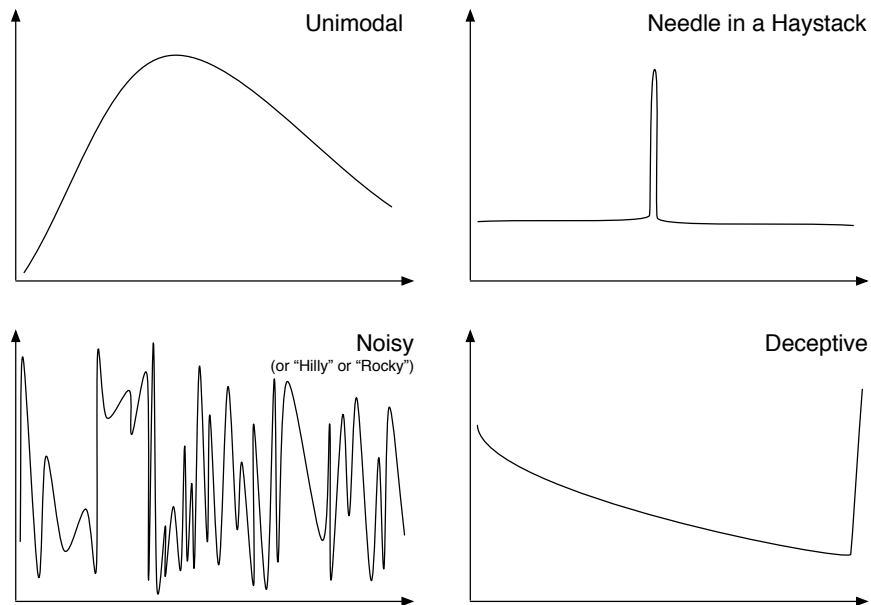 Unimodal
Needle in a Haystack
Noisy
(or “Hilly” or “Rocky”)
Deceptive